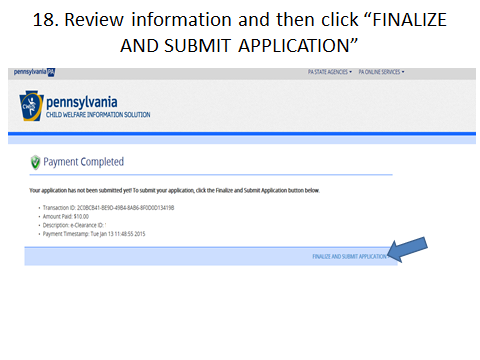 18. Review information and then click “FINALIZE
AND SUBMIT APPLICATION”
pennsylvania PA
PA STATE AGENCIES
PA ONLINE SERVICES
pennsylvania
CHILD WELFARE INFORMATION SOLUTION
Payment Completed
Your application has not been submitted yet! To submit your application, click the Finalize and Submit Application button below.
Transaction ID: 2C0BCB41-BE9D-49B4-8AB6-8F0D0D13419B
Amount Paid: $10.00
Description: e-Clearance ID:
Payment Timestamp: Tue Jan 13 11:48:55 2015
FINALIZE AND SUBMIT APPLICATION